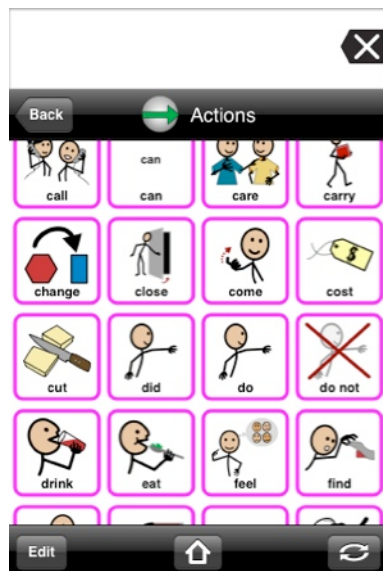 Back
Actions
can
call
can
care
carry
change
close
come
$
cost
cut
did
do
do not
drink
eat
feel
find
Edit